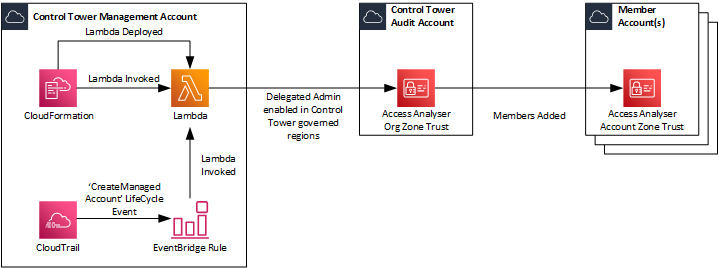 Control Tower Management Account
Lambda Deployed
Lambda Invoked
CloudFormation
Lambda
Lambda
Invoked
‘CreateManaged
Account’ LifeCycle
Event
CloudTrail
EventBridge Rule
Delegated Admin
enabled in Control
Tower governed
regions
Control Tower
Audit Account
Access Analyser
Org Zone Trust
Members Added
Member
Account(s)
Access Analyser
Account Zone Trust